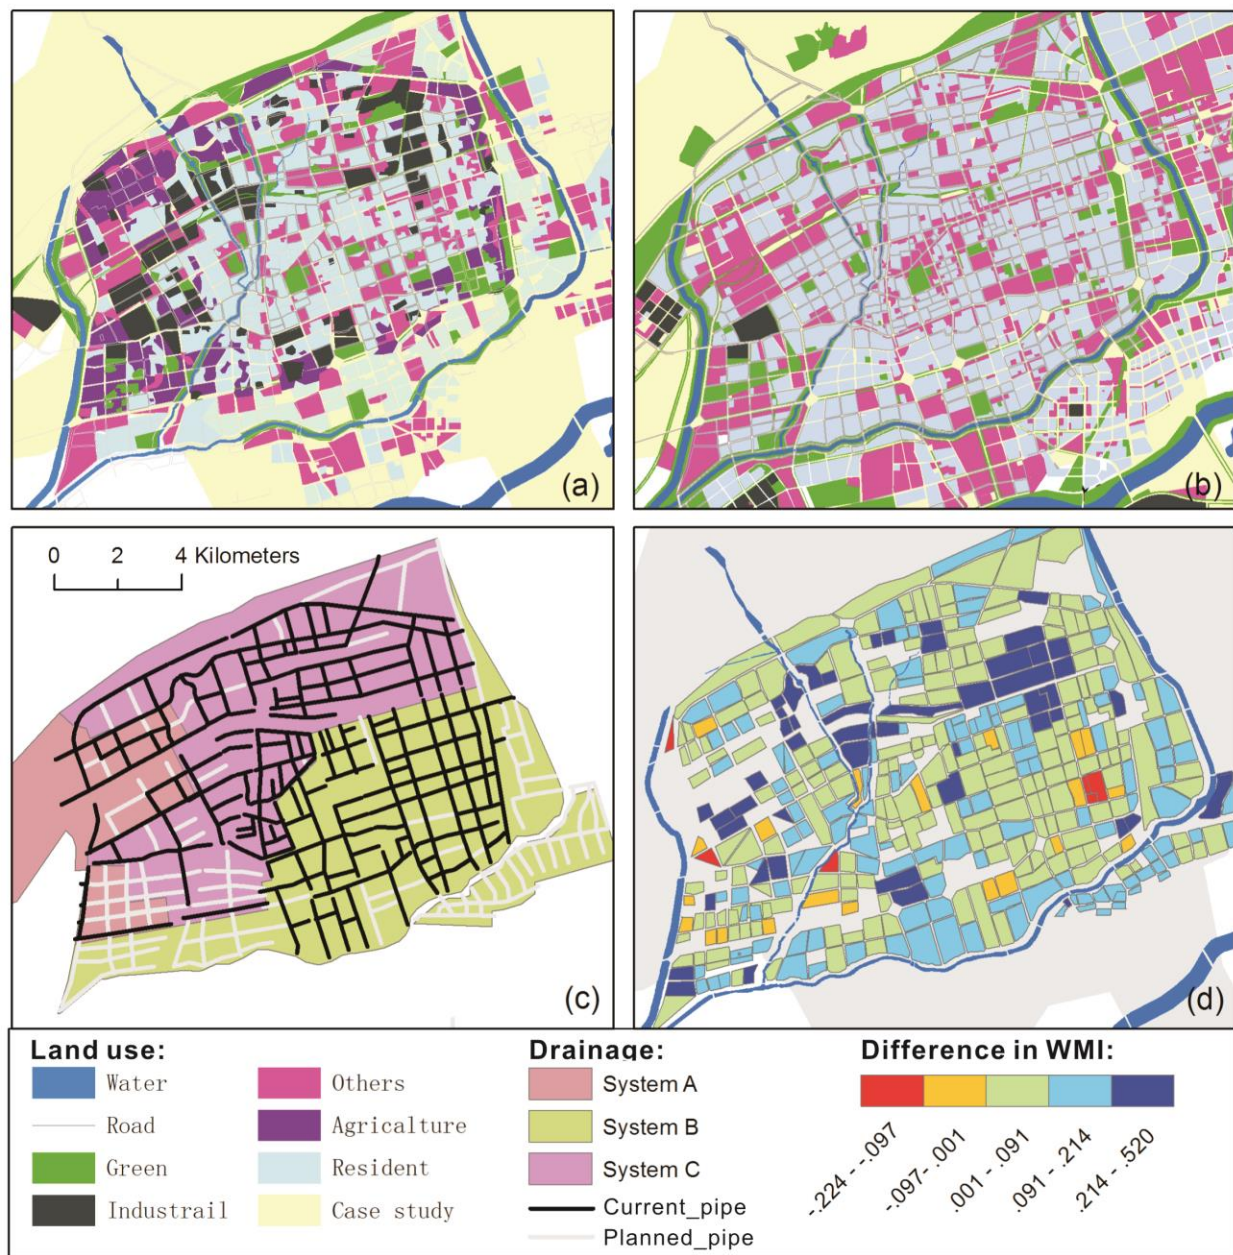 (a)
(b)
0 2 4 Kilometers
(c)
(d)
Land use:
Water
Road
Green
Industrail
Others
Agricalture
Resident
Case study
Drainage:
System A
System B
System C
Current_pipe
Planned_pipe
Difference in WMI:
-.224 - -.097
-.097-.001
.001 - .091
.091 - .214
.214 - .520